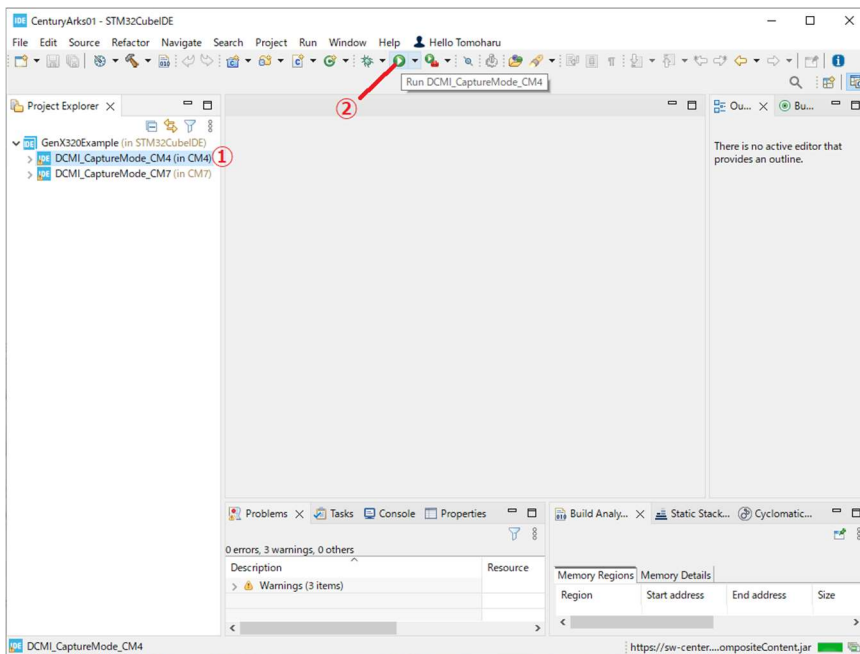 IDE CenturyArks01 - STM32CubeIDE
File Edit Source Refactor Navigate Search Project Run Window Help Hello Tomoharu
Run DCMI_CaptureMode_CM4
②
Project Explorer
Ou...
Bu...
GenX320Example (in STM32CubeIDE)
DCMI_CaptureMode_CM4 (in CM4) ①
DCMI_CaptureMode_CM7 (in CM7)
There is no active editor that
provides an outline.
Problems Tasks Console Properties
0 errors, 3 warnings, 0 others
Description Resource
Warnings (3 items)
Build Analy... Static Stack... Cyclomatic...
Memory Regions Memory Details
Region Start address End address Size
DCMI_CaptureMode_CM4
https://sw-center....ompositeContent.jar